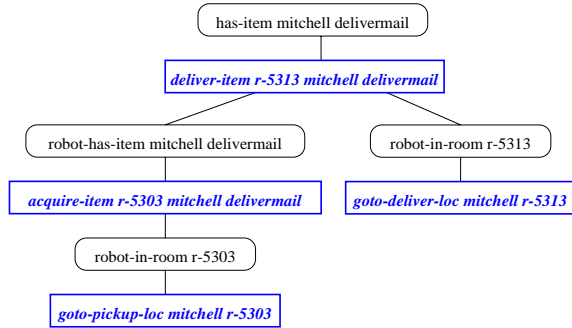 has-item mitchell delivermail
deliver-item r-5313 mitchell delivermail
robot-has-item mitchell delivermail
robot-in-room r-5313
acquire-item r-5303 mitchell delivermail
goto-deliver-loc mitchell r-5313
robot-in-room r-5303
goto-pickup-loc mitchell r-5303